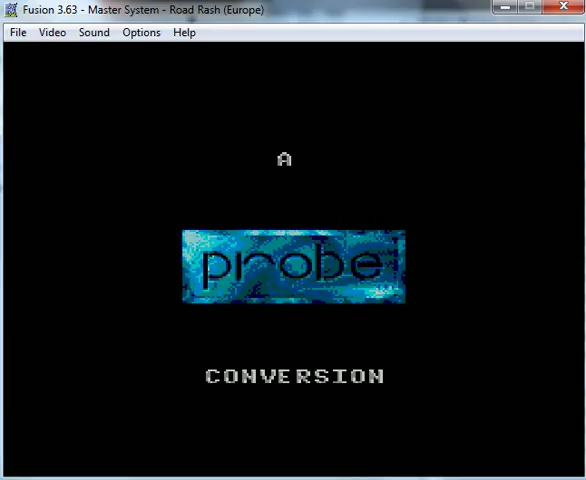 Fusion 3.63 - Master System - Road Rash (Europe)
File Video Sound Options Help
A
probe
CONVERSION